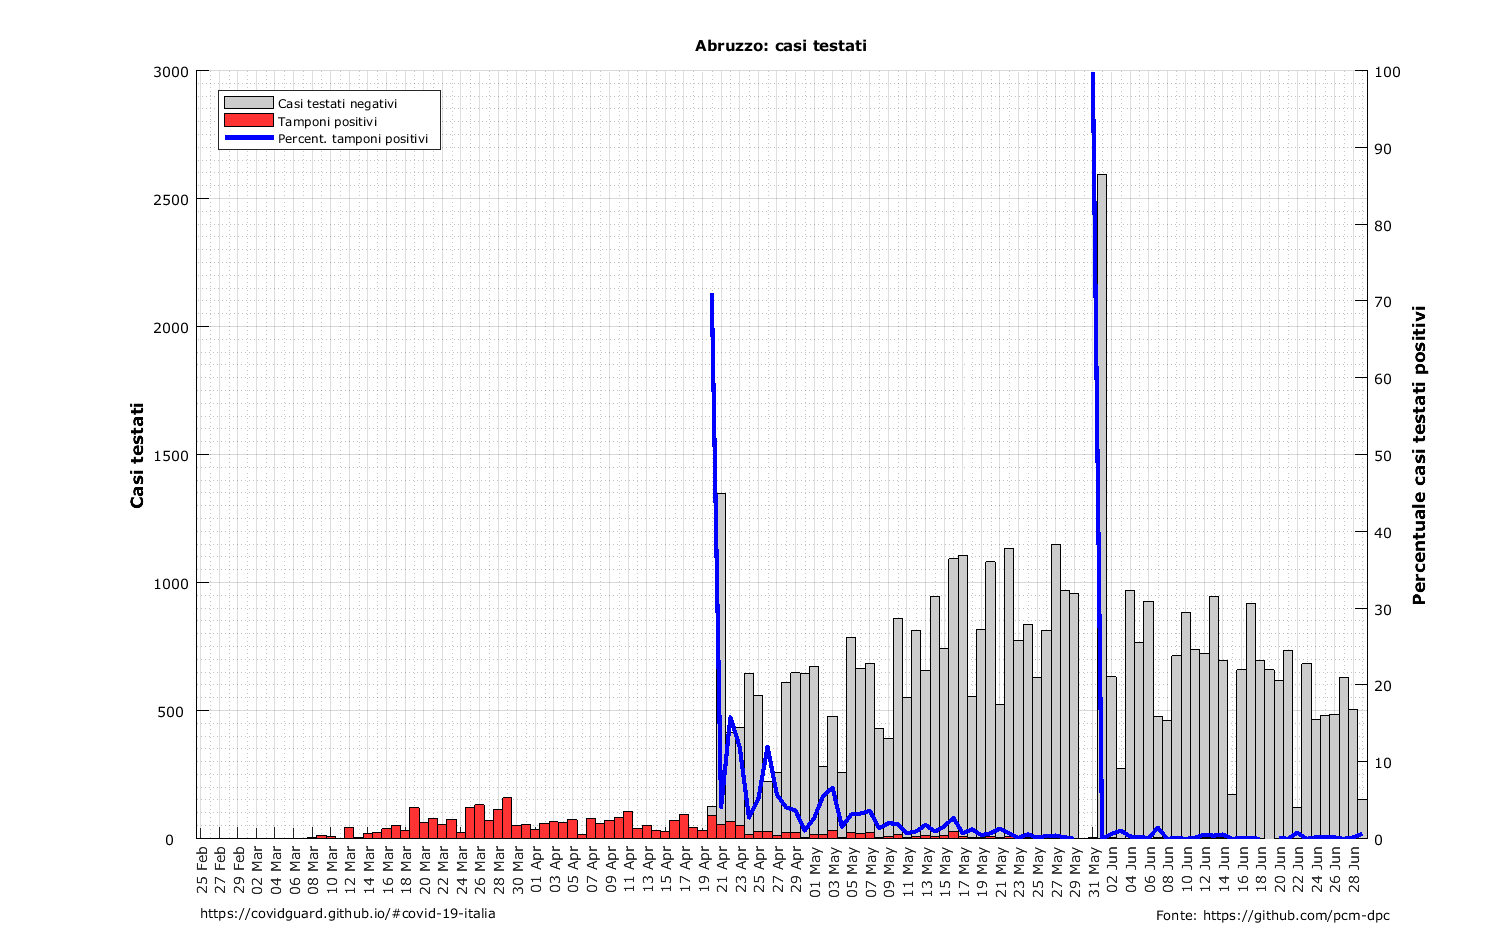 Abruzzo: casi testati
Casi testati negativi
Tamponi positivi
Percent. tamponi positivi
Casi testati
3000
2500
2000
1500
1000
500
0
100
90
80
70
60
50
40
30
20
10
0
Percentuale casi testati positivi
25 Feb
27 Feb
29 Feb
02 Mar
04 Mar
06 Mar
08 Mar
10 Mar
12 Mar
14 Mar
16 Mar
18 Mar
20 Mar
22 Mar
24 Mar
26 Mar
28 Mar
30 Mar
01 Apr
03 Apr
05 Apr
07 Apr
09 Apr
11 Apr
13 Apr
15 Apr
17 Apr
19 Apr
21 Apr
23 Apr
25 Apr
27 Apr
29 Apr
01 May
03 May
05 May
07 May
09 May
11 May
13 May
15 May
17 May
19 May
21 May
23 May
25 May
27 May
29 May
31 May
02 Jun
04 Jun
06 Jun
08 Jun
10 Jun
12 Jun
14 Jun
16 Jun
18 Jun
20 Jun
22 Jun
24 Jun
26 Jun
28 Jun
https://covidguard.github.io/#covid-19-italia
Fonte: https://github.com/pcm-dpc